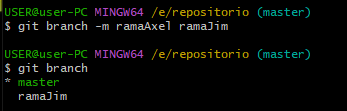 USER@user-PC MINGW64 /e/repositorio (master)
$ git branch -m ramaAxel ramaJim
USER@user-PC MINGW64 /e/repositorio (master)
$ git branch
* master
ramaJim